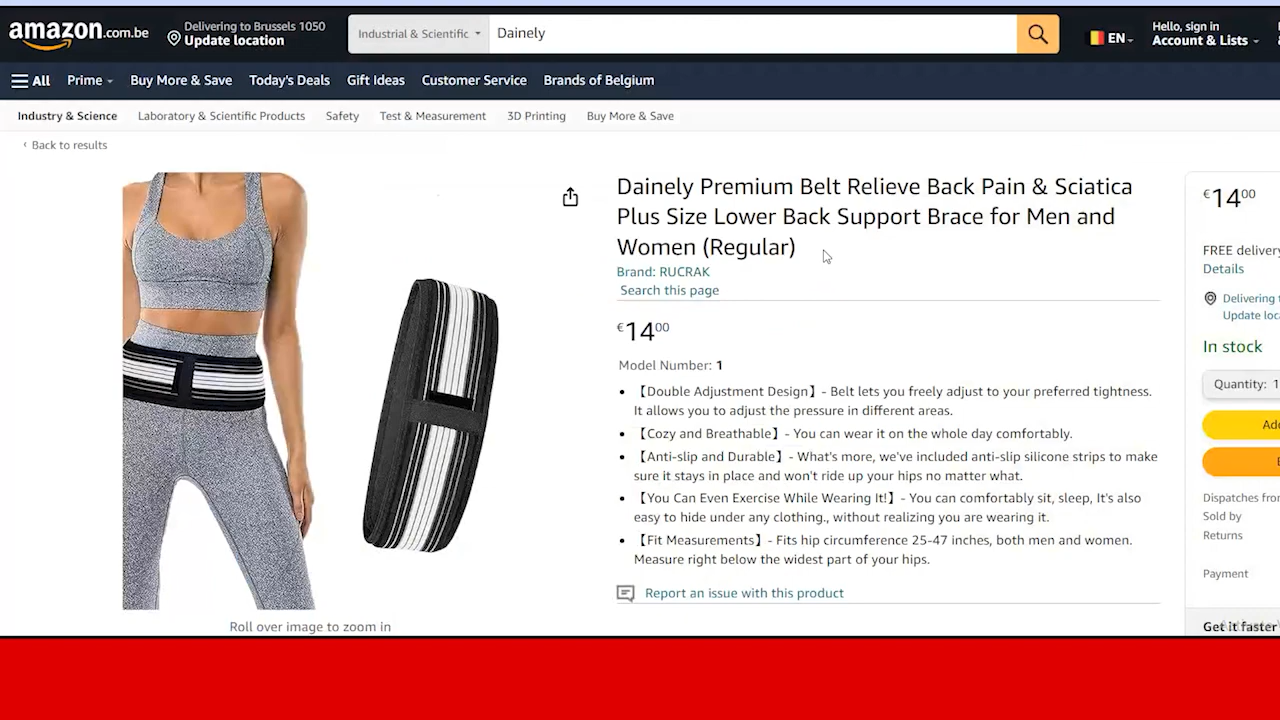 amazon.com.be
Delivering to Brussels 1050
Update location
Industrial & Scientific
Dainely
EN
Hello, sign in
Account & Lists
All
Prime
Buy More & Save
Today's Deals
Gift Ideas
Customer Service
Brands of Belgium
Industry & Science
Laboratory & Scientific Products
Safety
Test & Measurement
3D Printing
Buy More & Save
‹ Back to results
Dainely Premium Belt Relieve Back Pain & Sciatica
Plus Size Lower Back Support Brace for Men and
Women (Regular)
Brand: RUCRAK
Search this page
€1400
Model Number: 1
• 【Double Adjustment Design】- Belt lets you freely adjust to your preferred tightness.
It allows you to adjust the pressure in different areas.
• 【Cozy and Breathable】- You can wear it on the whole day comfortably.
• 【Anti-slip and Durable】- What's more, we've included anti-slip silicone strips to make
sure it stays in place and won't ride up your hips no matter what.
• 【You Can Even Exercise While Wearing It!】- You can comfortably sit, sleep, It's also
easy to hide under any clothing., without realizing you are wearing it.
• 【Fit Measurements】- Fits hip circumference 25-47 inches, both men and women.
Measure right below the widest part of your hips.
Report an issue with this product
Roll over image to zoom in
€1400
FREE delivery
Details
Delivering
Update loc
In stock
Quantity: 1
Ad
Dispatches from
Sold by
Returns
Payment
Get it faster